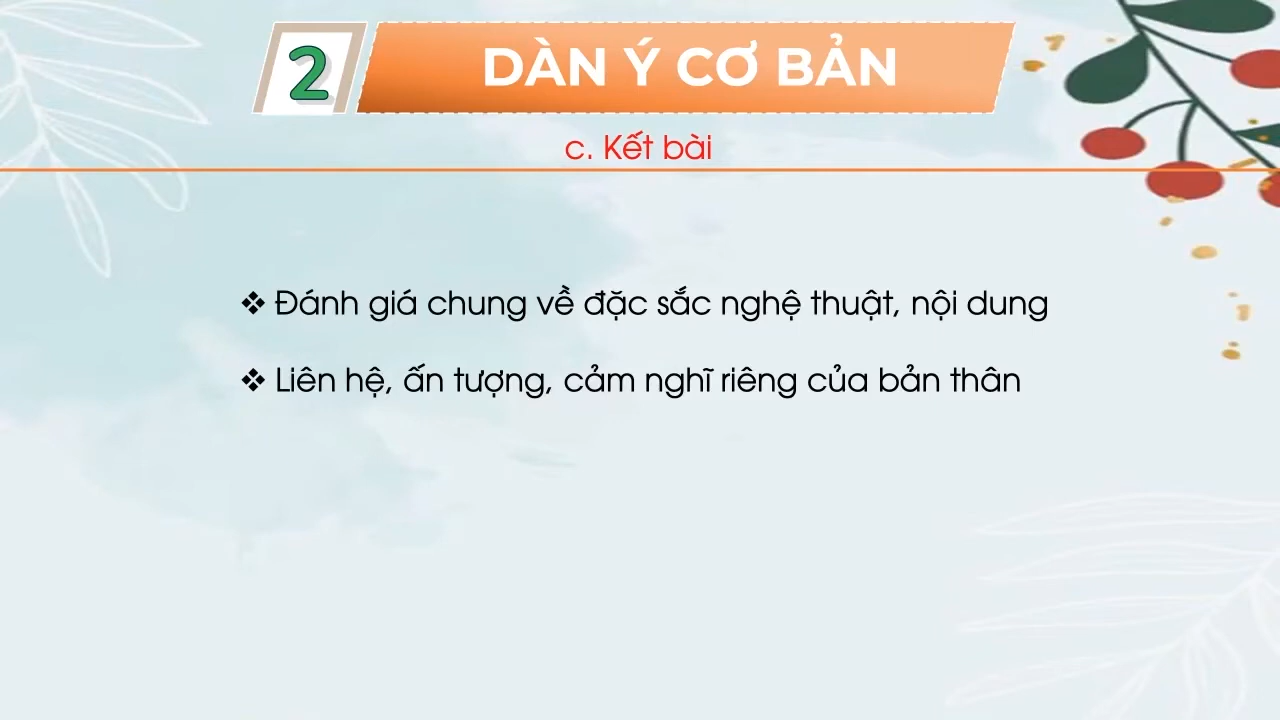 2
DÀN Ý CƠ BẢN
c. Kết bài
❖ Đánh giá chung về đặc sắc nghệ thuật, nội dung
❖ Liên hệ, ấn tượng, cảm nghĩ riêng của bản thân